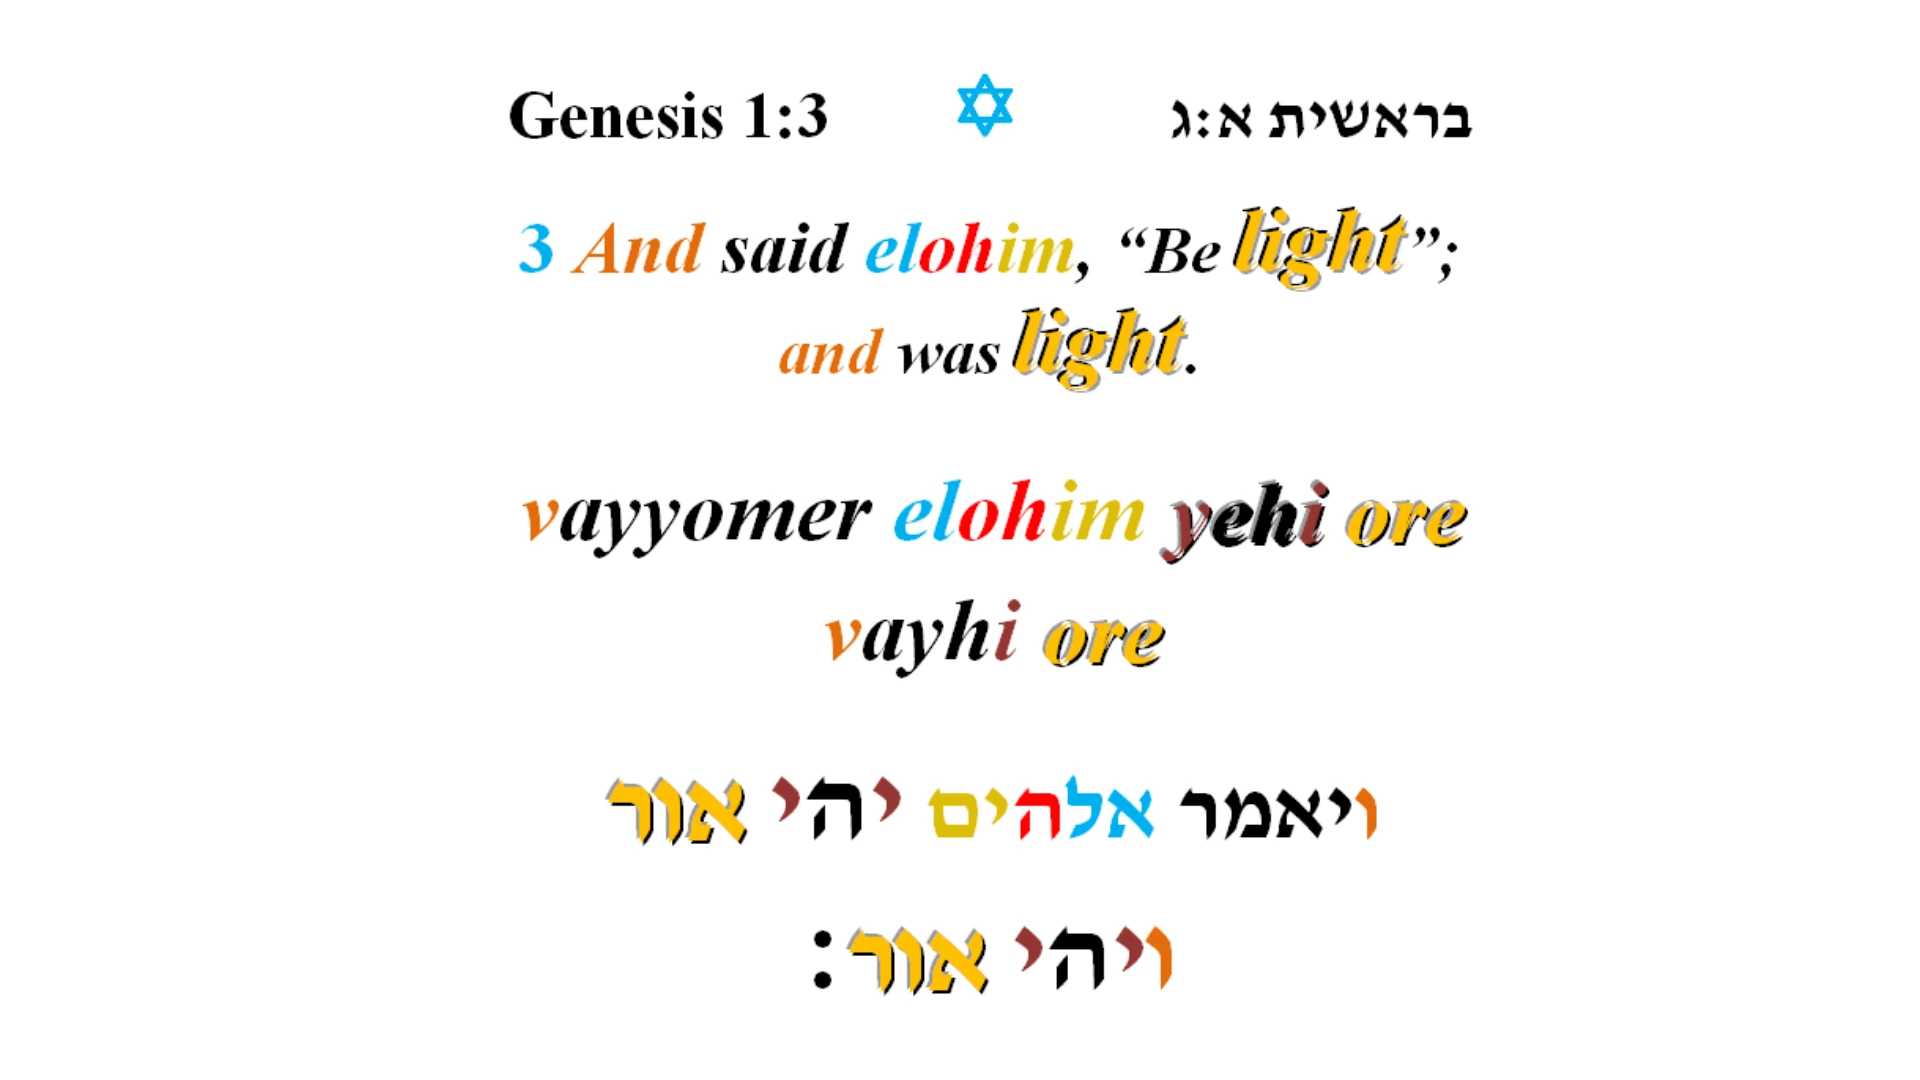 Genesis 1:3 ✡ בראשית א:ג
3 And said elohim, “Be light”;
and was light.
vayyomer elohim yehi ore
vayhi ore
ויאמר אלהים יהי אור
ויהי אור: